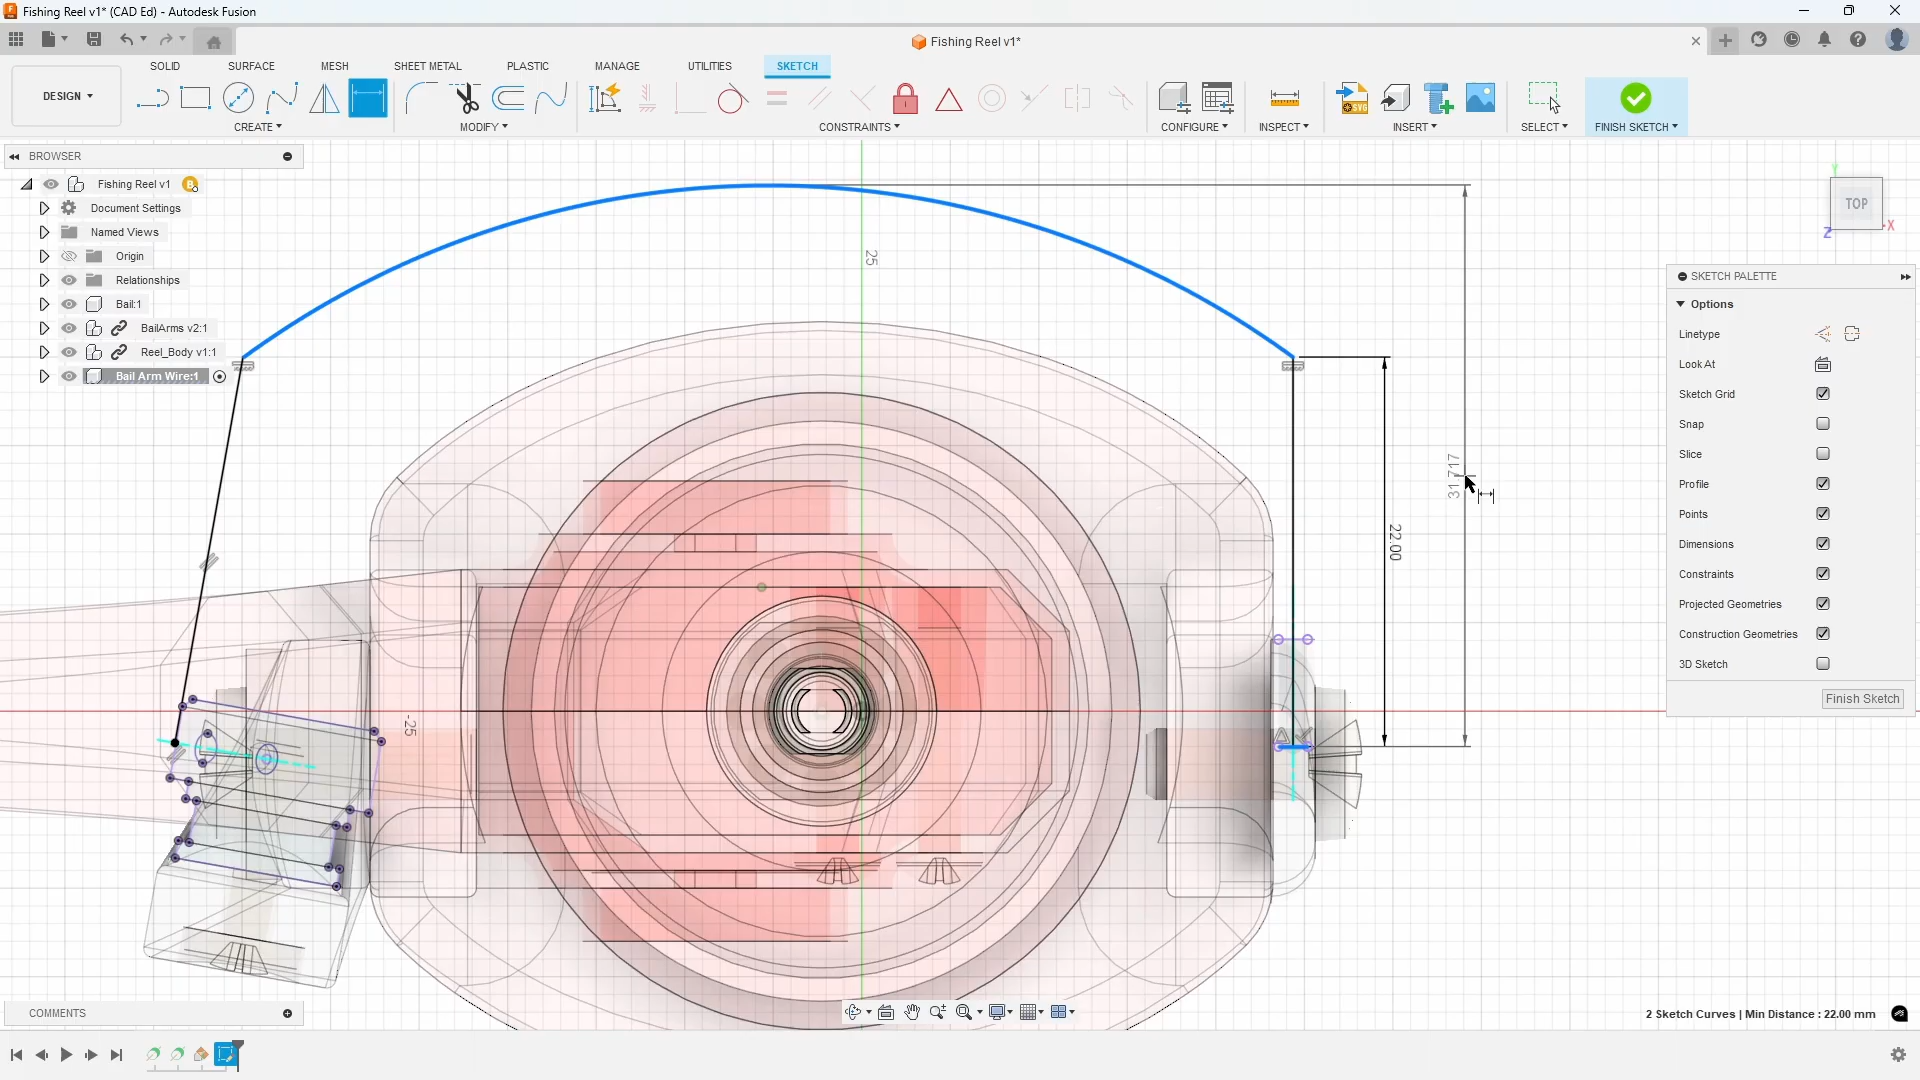 Fishing Reel v1* (CAD Ed) - Autodesk Fusion
Fishing Reel v1*
DESIGN
SOLID SURFACE MESH SHEET METAL PLASTIC MANAGE UTILITIES SKETCH
SVG
CREATE MODIFY CONSTRAINTS CONFIGURE INSPECT INSERT SELECT FINISH SKETCH
BROWSER
Fishing Reel v1
B
Document Settings
Named Views
Origin
Relationships
Bail:1
BailArms v2:1
Reel_Body v1:1
Bail Arm Wire:1
Y
TOP
X
Z
25
31.717
22.00
-25
SKETCH PALETTE
Options
Linetype
Look At
Sketch Grid
Snap
Slice
Profile
Points
Dimensions
Constraints
Projected Geometries
Construction Geometries
3D Sketch
Finish Sketch
COMMENTS
2 Sketch Curves | Min Distance : 22.00 mm